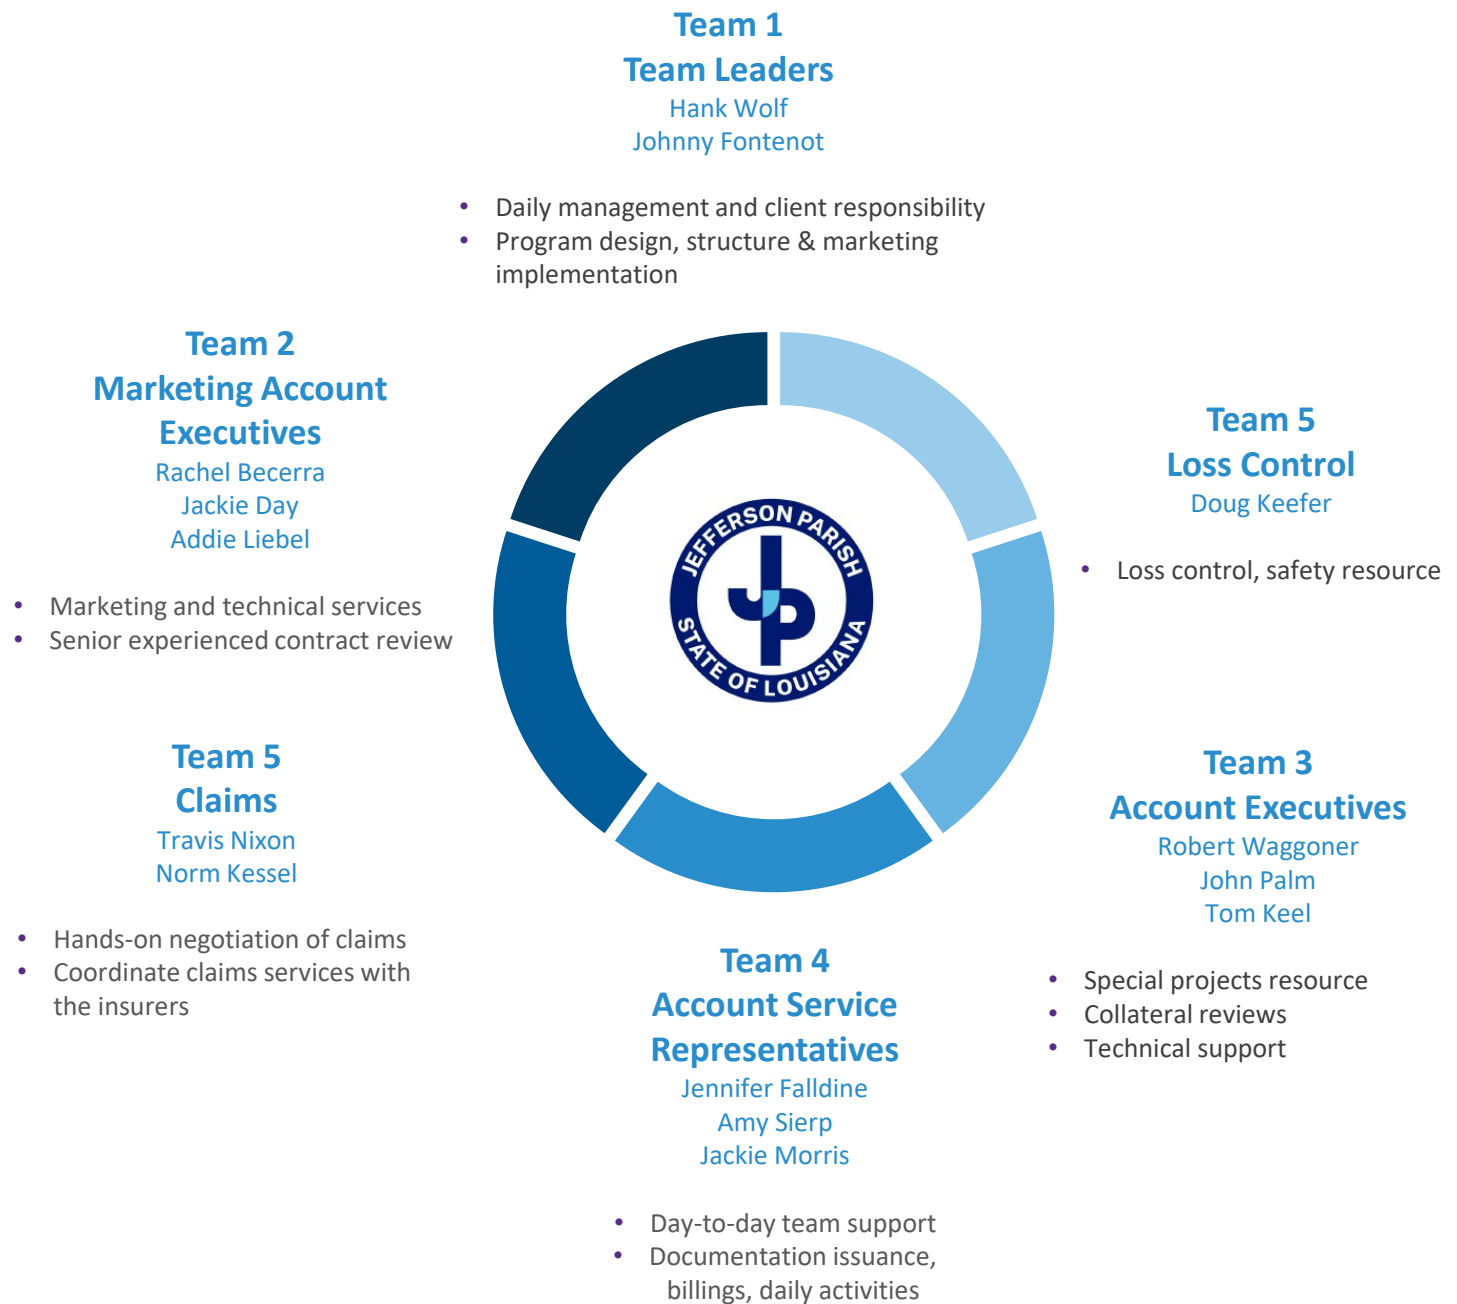 Team 1
Team Leaders
Hank Wolf
Johnny Fontenot
• Daily management and client responsibility
• Program design, structure & marketing
implementation
Team 2
Marketing Account
Executives
Rachel Becerra
Jackie Day
Addie Liebel
• Marketing and technical services
• Senior experienced contract review
JEFFERSON PARISH
JP
STATE OF LOUISIANA
Team 5
Loss Control
Doug Keefer
• Loss control, safety resource
Team 5
Claims
Travis Nixon
Norm Kessel
• Hands-on negotiation of claims
• Coordinate claims services with
the insurers
Team 3
Account Executives
Robert Waggoner
John Palm
Tom Keel
• Special projects resource
• Collateral reviews
• Technical support
Team 4
Account Service
Representatives
Jennifer Falldine
Amy Sierp
Jackie Morris
• Day-to-day team support
• Documentation issuance,
billings, daily activities